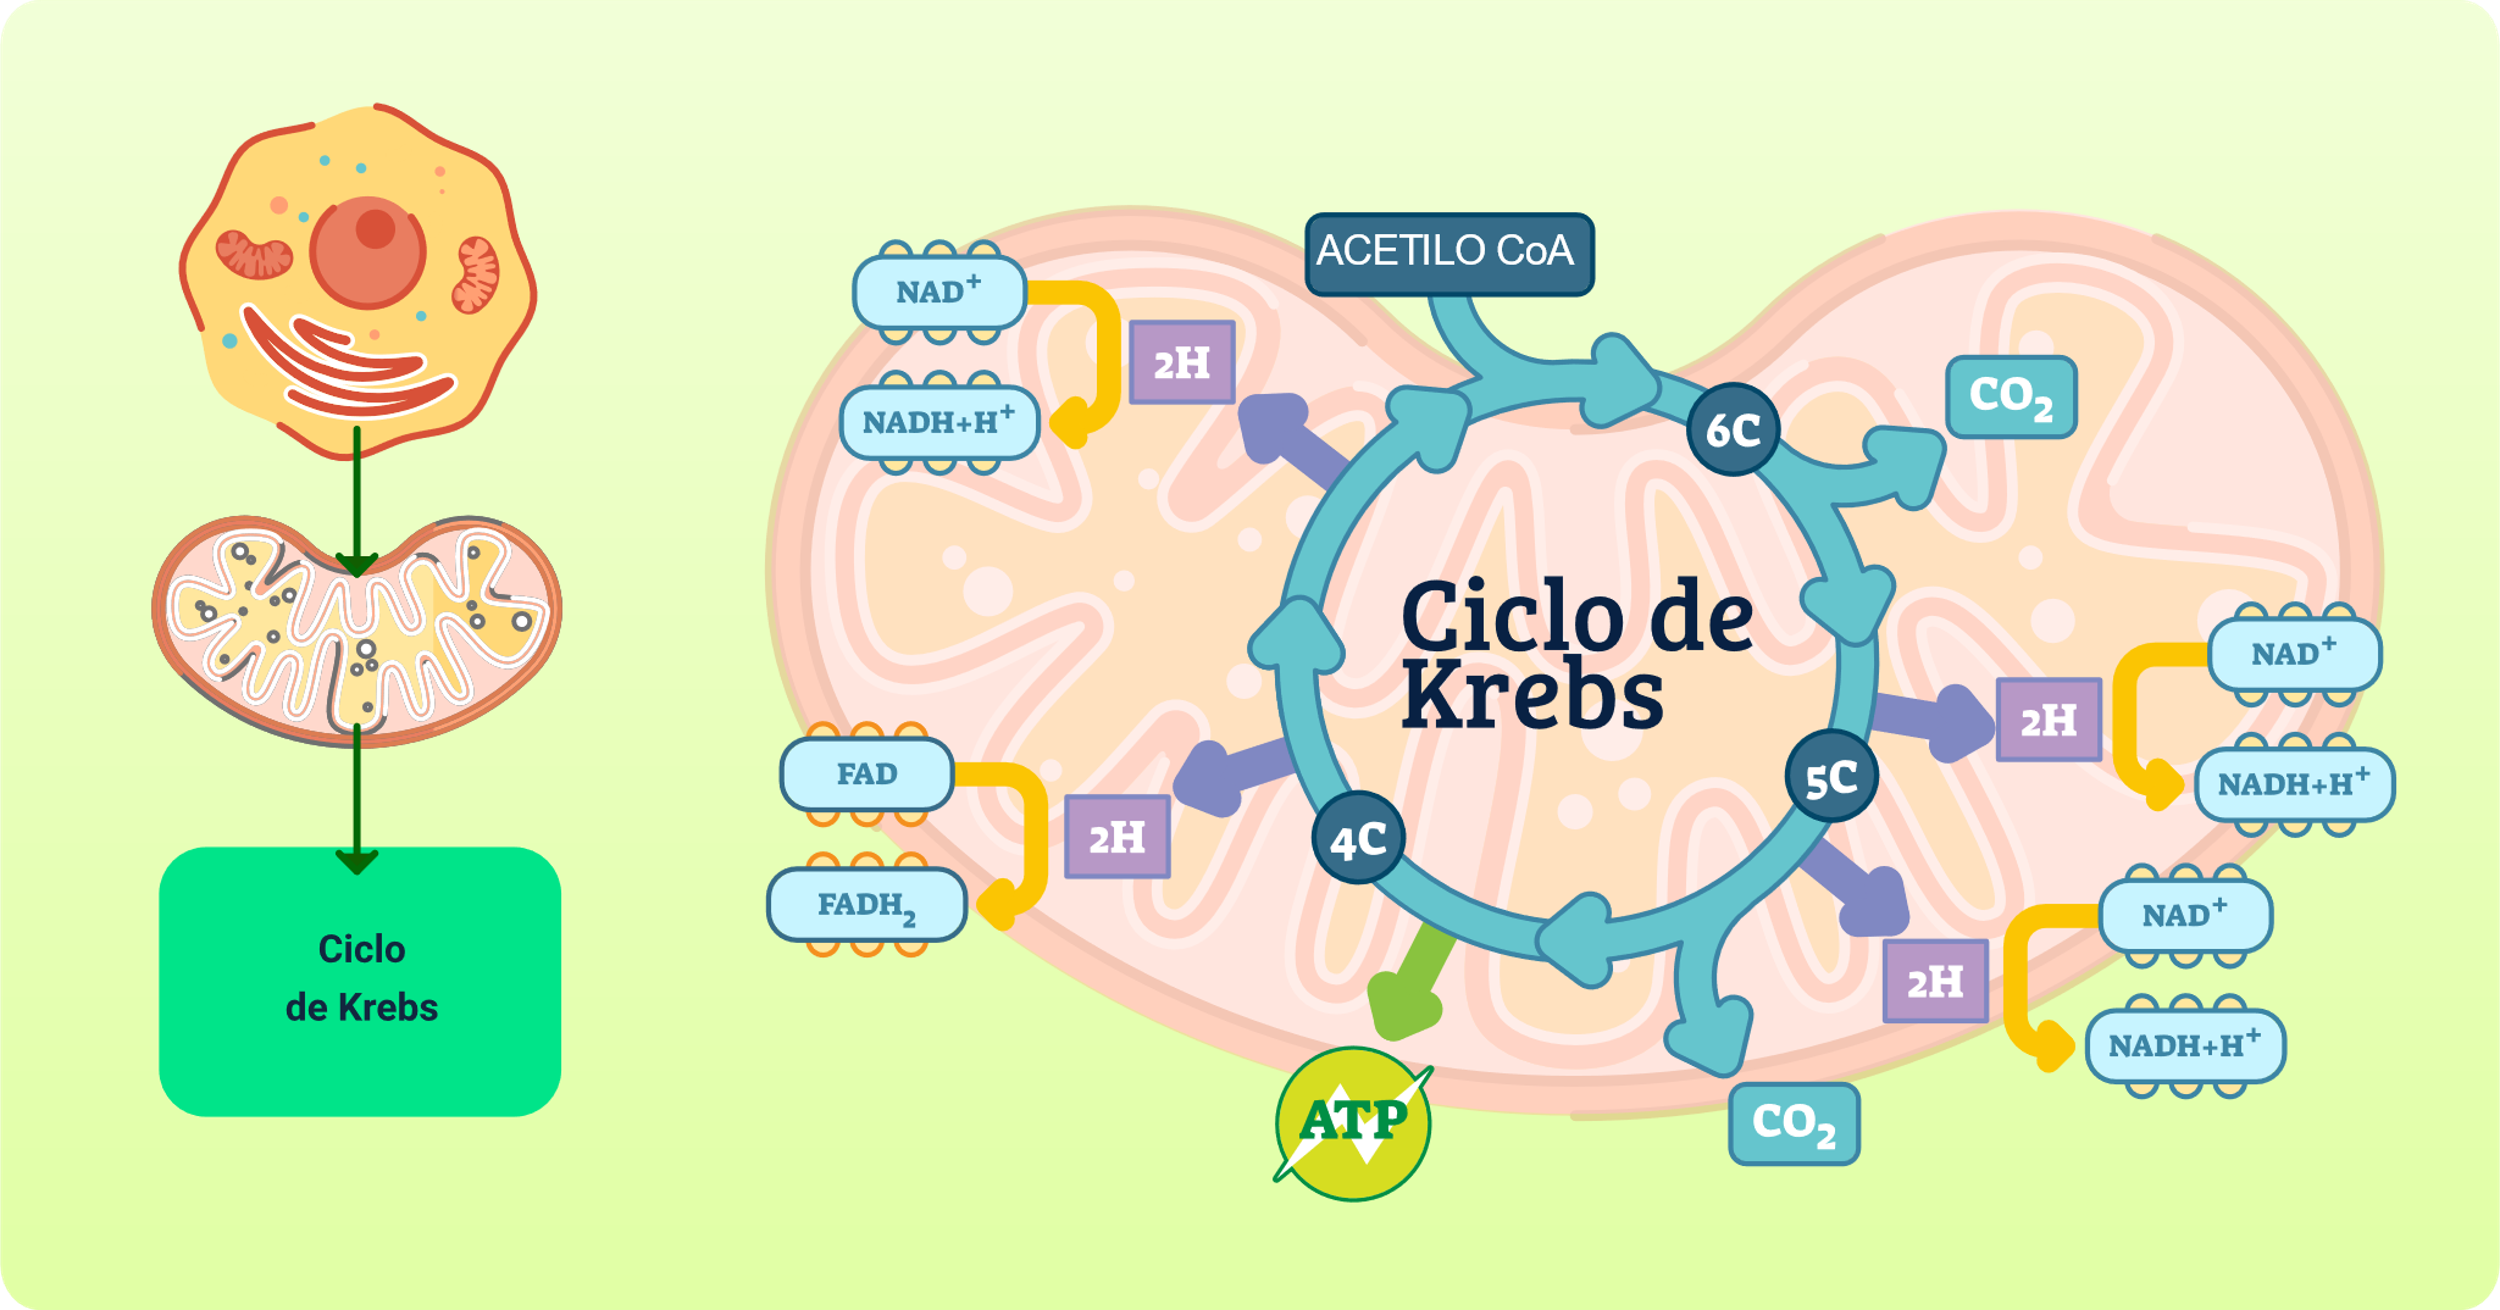 Ciclo
de Krebs
ACETILO CoA
NAD+
NADH+H+
2H
6C
CO2
Ciclo de
Krebs
NAD+
NADH+H+
2H
5C
FAD
FADH2
2H
4C
NAD+
NADH+H+
2H
ATP
CO2